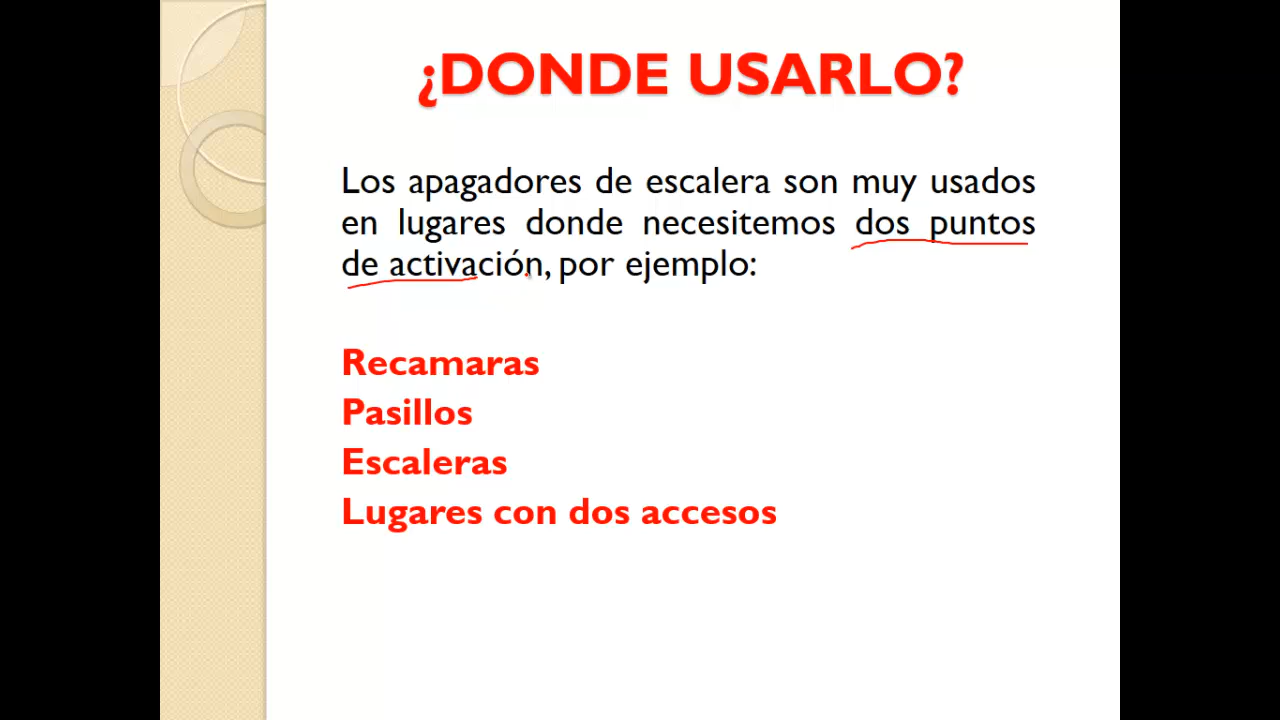 ¿DONDE USARLO?
Los apagadores de escalera son muy usados
en lugares donde necesitemos dos puntos
de activación, por ejemplo:
Recamaras
Pasillos
Escaleras
Lugares con dos accesos